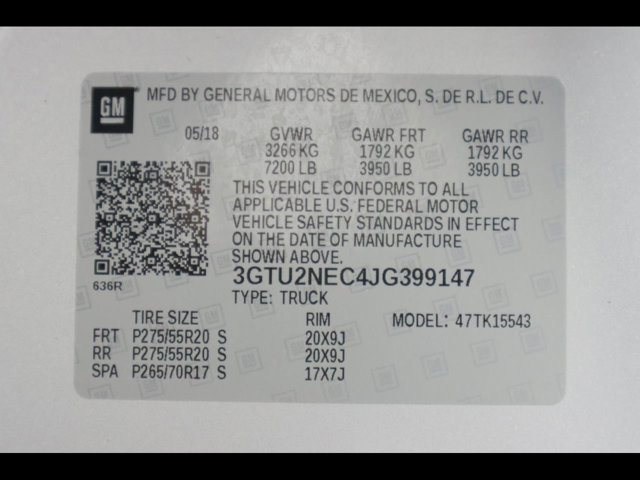 GM MFD BY GENERAL MOTORS DE MEXICO, S. DE R.L. DE C.V.
05/18 GVWR GAWR FRT GAWR RR
3266 KG 1792 KG 1792 KG
7200 LB 3950 LB 3950 LB
THIS VEHICLE CONFORMS TO ALL
APPLICABLE U.S. FEDERAL MOTOR
VEHICLE SAFETY STANDARDS IN EFFECT
ON THE DATE OF MANUFACTURE
SHOWN ABOVE.
3GTU2NEC4JG399147
636R
TYPE: TRUCK
TIRE SIZE RIM MODEL: 47TK15543
FRT P275/55R20 S 20X9J
RR P275/55R20 S 20X9J
SPA P265/70R17 S 17X7J